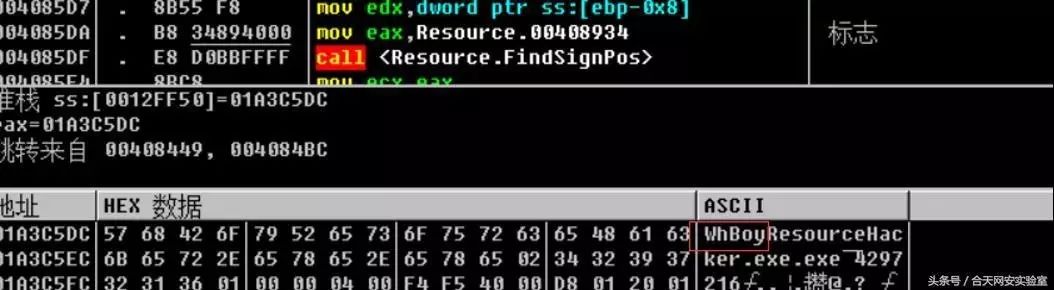 004085D7 . 8B55 F8 mov edx,dword ptr ss:[ebp-0x8]
004085DA . B8 34894000 mov eax,Resource.00408934 标志
004085DF . E8 D0BBFFFF call <Resource.FindSignPos>
004085E4 . 8BC8 mov ecx,eax
堆栈 ss:[0012FF50]=01A3C5DC
eax=01A3C5DC
跳转来自 00408449, 004084BC
地址 HEX 数据 ASCII
01A3C5DC 57 68 42 6F 79 52 65 73 6F 75 72 63 65 48 61 63 WhBoyResourceHac
01A3C5EC 6B 65 72 2E 65 78 65 2E 65 78 65 02 34 32 39 37 ker.exe.exe 4297
01A3C5FC 32 31 36 01 00 00 04 00 F4 F5 40 00 D8 01 20 01 216
头条号 / 合天网安实验室